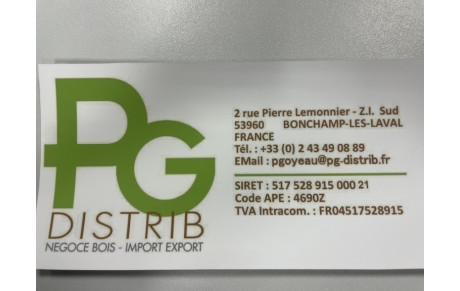 PG
DISTRIB
NEGOCE BOIS - IMPORT EXPORT
2 rue Pierre Lemonnier - Z.I. Sud
53960 BONCHAMP-LES-LAVAL
FRANCE
Tél. : +33 (0) 2 43 49 08 89
EMail : pgoyeau@pg-distrib.fr
SIRET : 517 528 915 000 21
Code APE : 4690Z
TVA Intracom. : FR04517528915